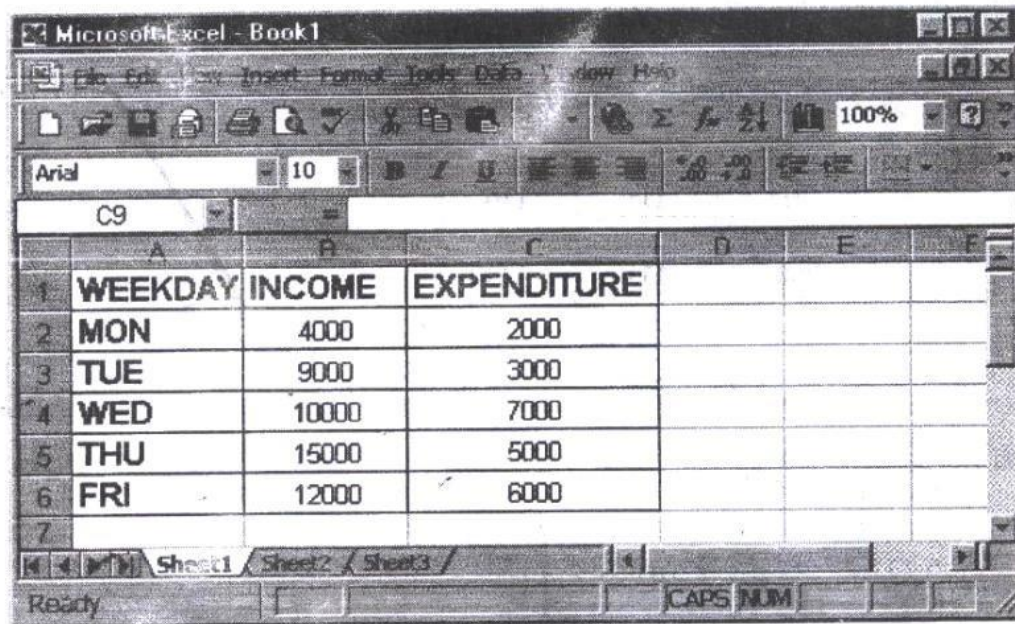 Microsoft Excel - Book1
File Edit Insert Format Tools Data Help
100%
Arial 10 B I U
C9 =
A B C D E F
1 WEEKDAY INCOME EXPENDITURE
2 MON 4000 2000
3 TUE 9000 3000
4 WED 10000 7000
5 THU 15000 5000
6 FRI 12000 6000
7
Sheet1 Sheet2 Sheet3
Ready CAPS NUM